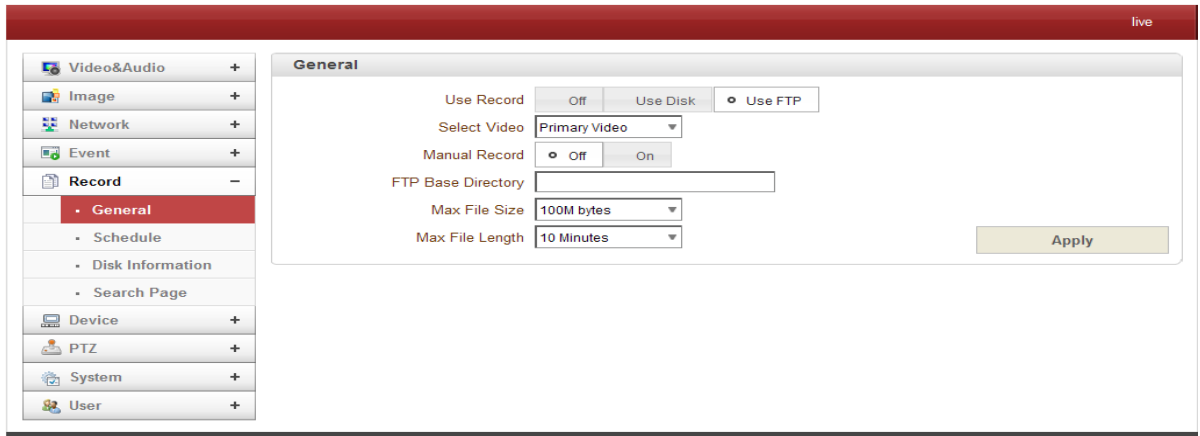 live
Video&Audio +
Image +
Network +
Event +
Record −
General
Schedule
Disk Information
Search Page
Device +
PTZ +
System +
User +
General
Use Record Off Use Disk Use FTP
Select Video Primary Video
Manual Record Off On
FTP Base Directory
Max File Size 100M bytes
Max File Length 10 Minutes
Apply